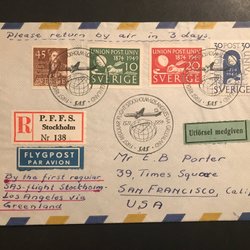 Please return by air in 3 days.
45
UNION POST. UNIV.
1874 1949
10
SVERIGE
UNION POST. UNIV.
1874 1949
20
SVERIGE
30
30
SAS
SAS
R
P. F. F. S.
Stockholm
Nr 138
FLYGPOST
PAR AVION
Utförsel medgiven
By the first regular
SAS-flight Stockholm-
Los Angeles via
Greenland
Mr E B Porter
39, Times Square
SAN FRANCISCO, Calif.
USA